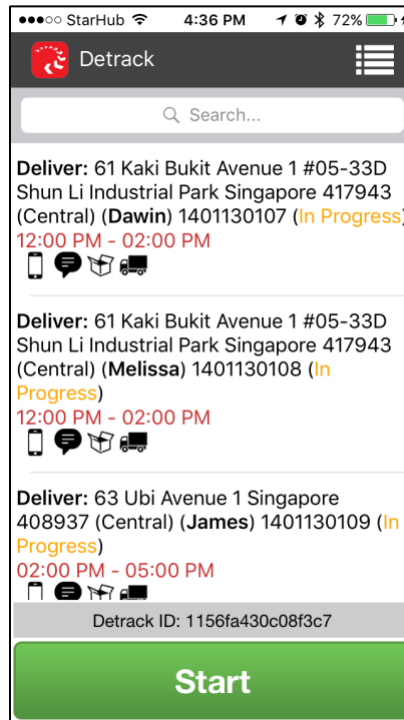 ●●●○○ StarHub 4:36 PM 72%
Detrack
Search...
Deliver: 61 Kaki Bukit Avenue 1 #05-33D
Shun Li Industrial Park Singapore 417943
(Central) (Dawin) 1401130107 (In Progress)
12:00 PM - 02:00 PM
Deliver: 61 Kaki Bukit Avenue 1 #05-33D
Shun Li Industrial Park Singapore 417943
(Central) (Melissa) 1401130108 (In
Progress)
12:00 PM - 02:00 PM
Deliver: 63 Ubi Avenue 1 Singapore
408937 (Central) (James) 1401130109 (In
Progress)
02:00 PM - 05:00 PM
Detrack ID: 1156fa430c08f3c7
Start